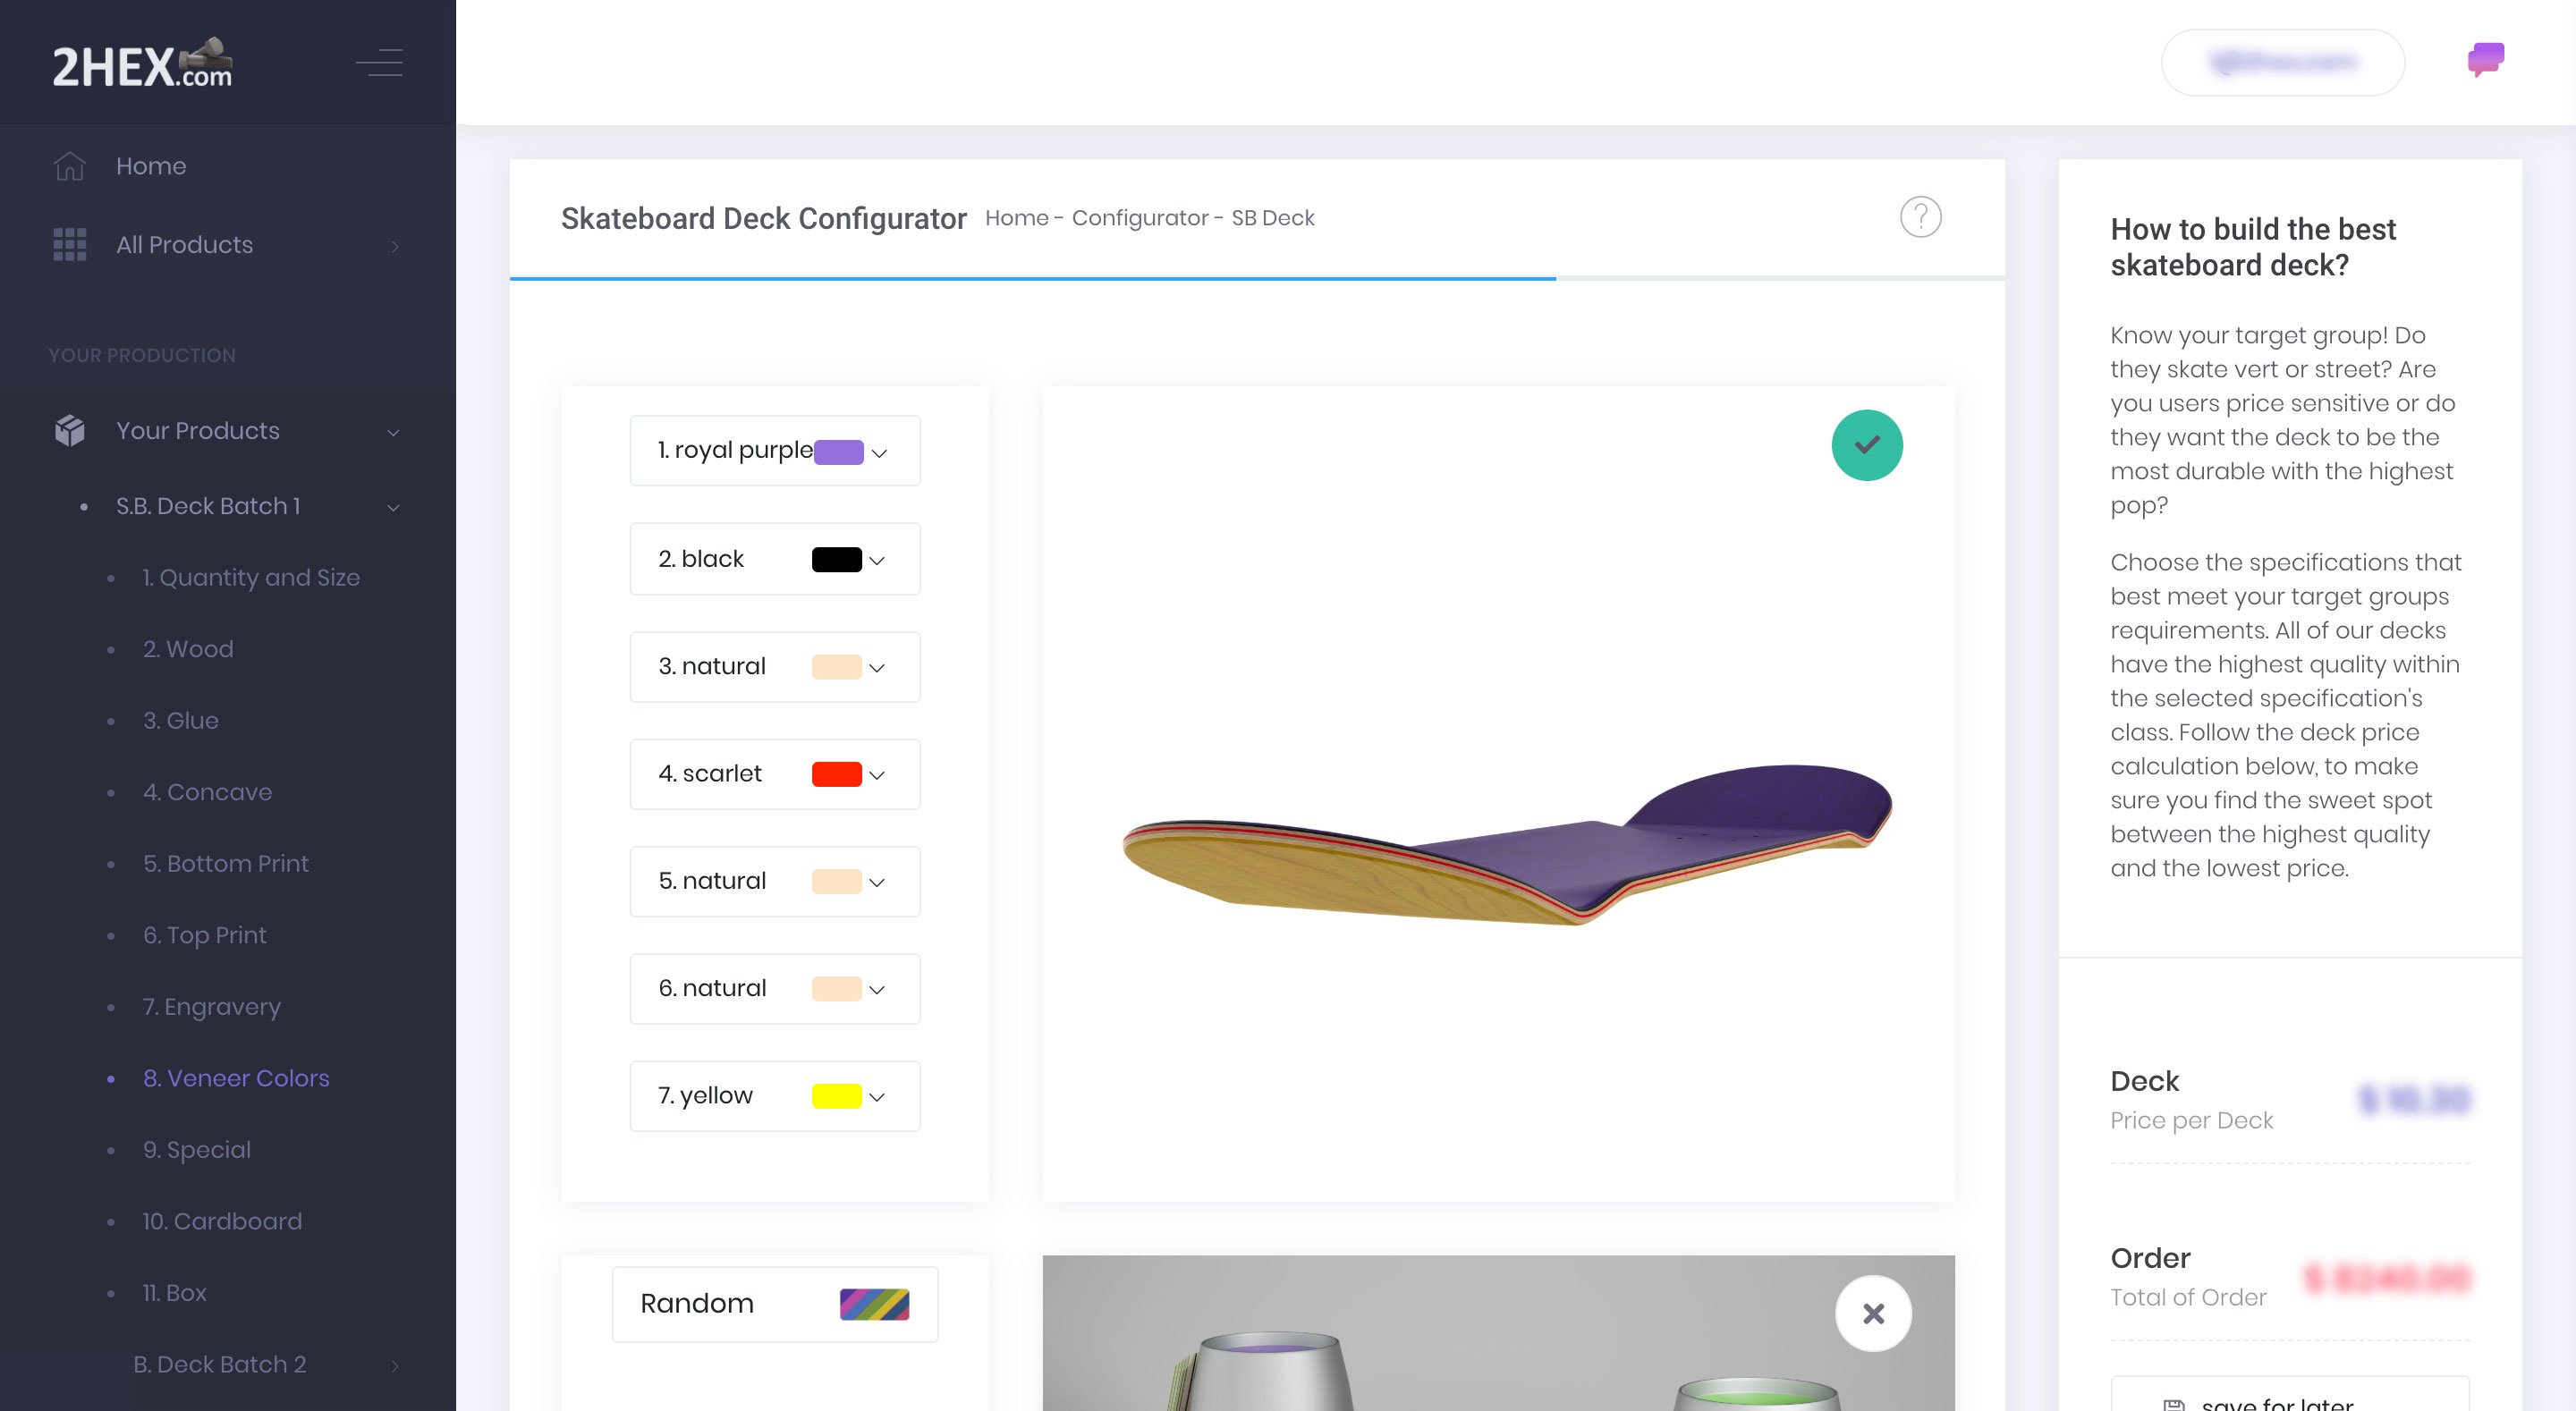 2HEX.com
Home
All Products
YOUR PRODUCTION
Your Products
S.B. Deck Batch 1
1. Quantity and Size
2. Wood
3. Glue
4. Concave
5. Bottom Print
6. Top Print
7. Engravery
8. Veneer Colors
9. Special
10. Cardboard
11. Box
B. Deck Batch 2
Skateboard Deck Configurator Home - Configurator - SB Deck
?
1. royal purple
2. black
3. natural
4. scarlet
5. natural
6. natural
7. yellow
Random
How to build the best
skateboard deck?
Know your target group! Do
they skate vert or street? Are
you users price sensitive or do
they want the deck to be the
most durable with the highest
pop?
Choose the specifications that
best meet your target groups
requirements. All of our decks
have the highest quality within
the selected specification's
class. Follow the deck price
calculation below, to make
sure you find the sweet spot
between the highest quality
and the lowest price.
Deck
Price per Deck
Order
Total of Order
save for later